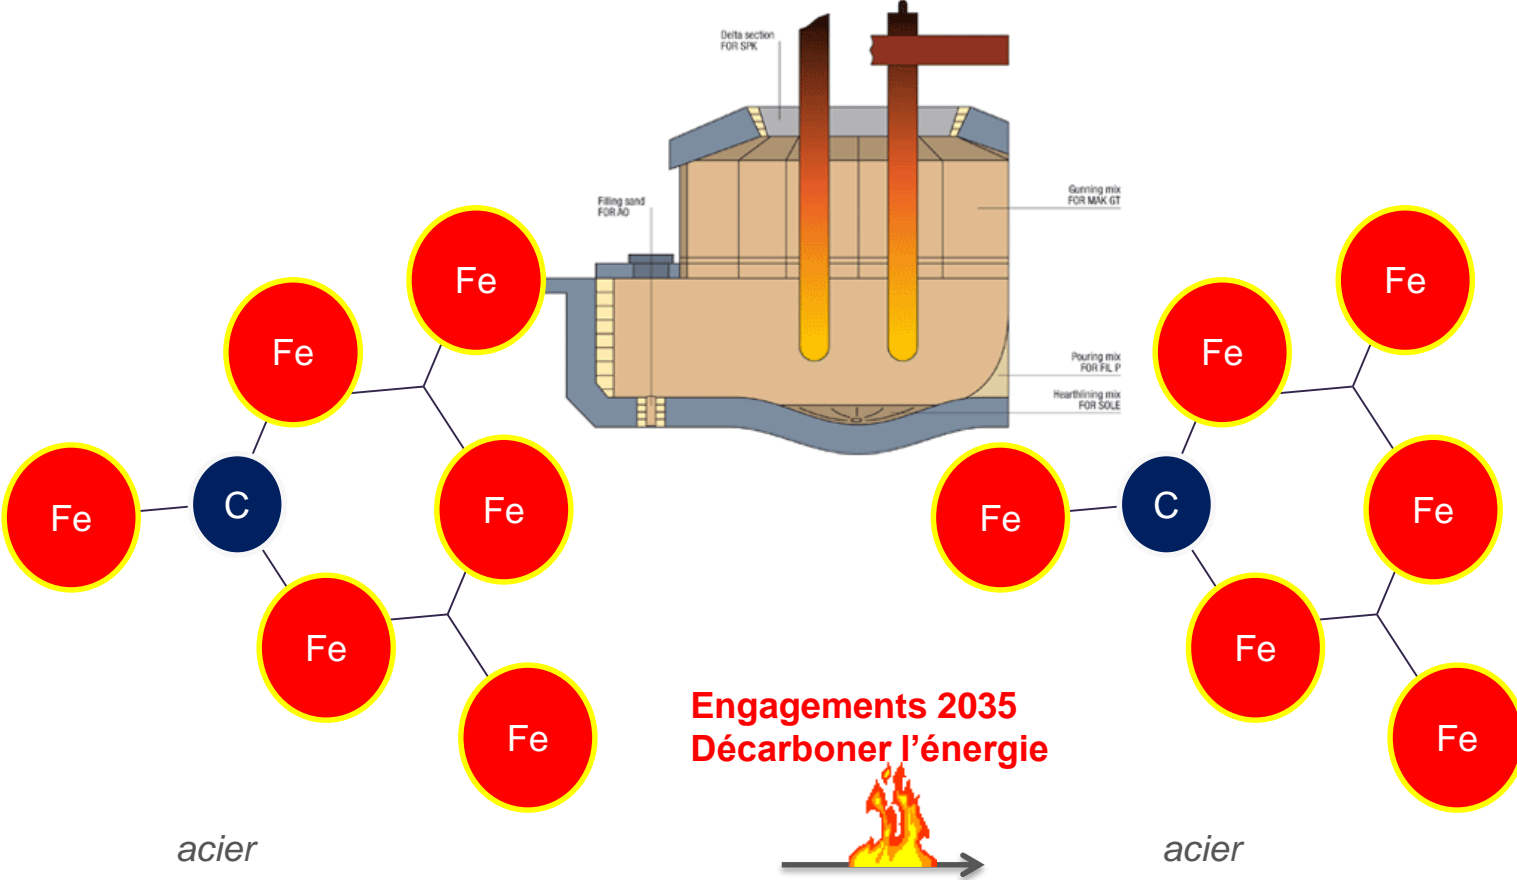 Delta section
FOR SPK
Filling sand
FOR AO
Gunning mix
FOR MAK GT
Fe
Fe
Fe
Fe
Pouring mix
FOR FIL P
Hearthlining mix
FOR SOLE
Fe
C
Fe
Fe
C
Fe
Fe
Fe
Engagements 2035
Décarboner l’énergie
Fe
Fe
acier
acier